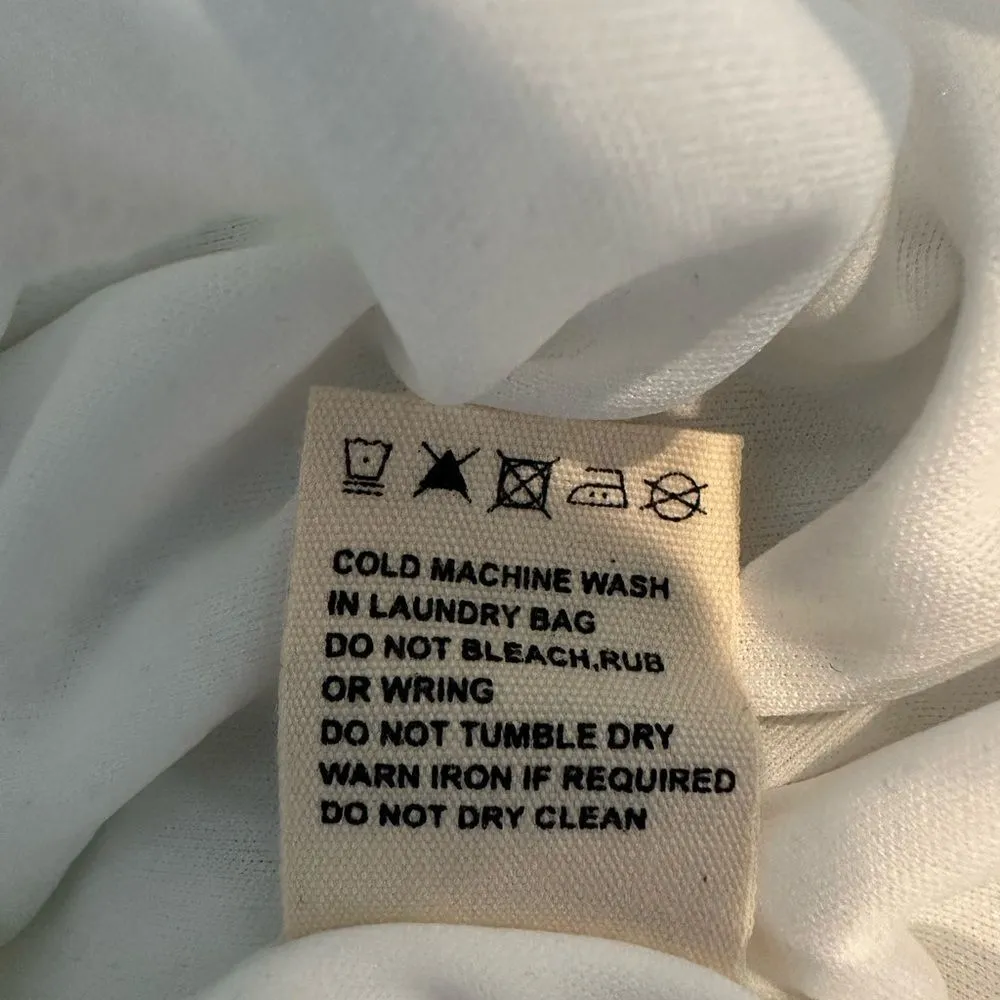 COLD MACHINE WASH
IN LAUNDRY BAG
DO NOT BLEACH,RUB
OR WRING
DO NOT TUMBLE DRY
WARN IRON IF REQUIRED
DO NOT DRY CLEAN